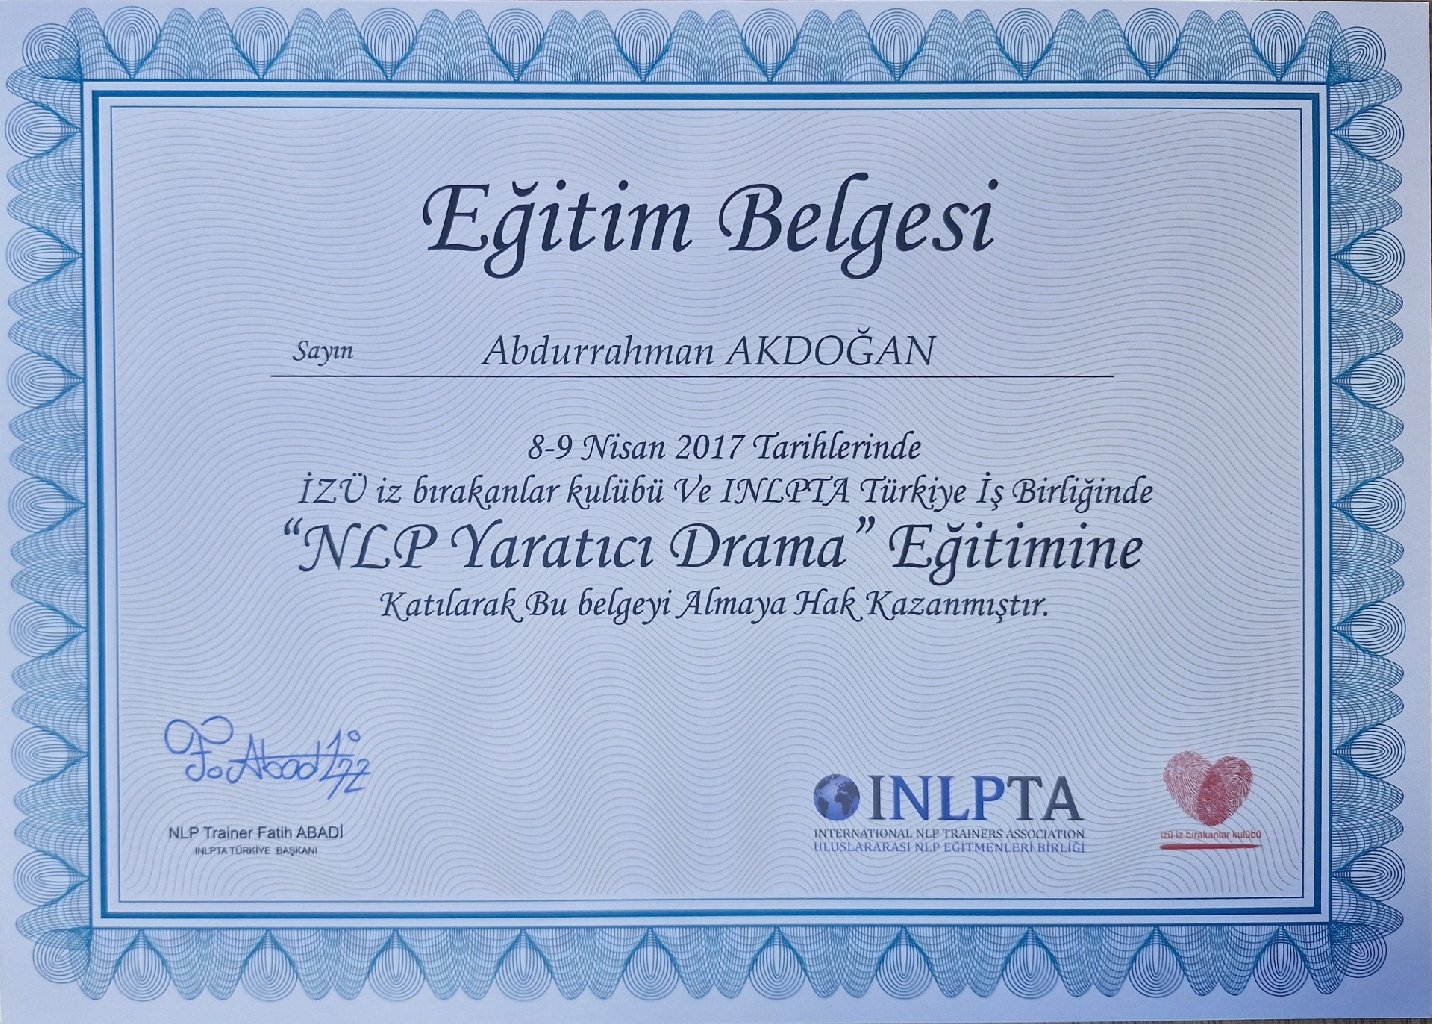 Eğitim Belgesi
Sayın Abdurrahman AKDOĞAN
8-9 Nisan 2017 Tarihlerinde
İZÜ iz bırakanlar kulübü Ve INLPTA Türkiye İş Birliğinde
“NLP Yaratıcı Drama” Eğitimine
Katılarak Bu belgeyi Almaya Hak Kazanmıştır.
F. Abadi
NLP Trainer Fatih ABADİ
INLPTA TÜRKİYE BAŞKANI
INLPTA
INTERNATIONAL NLP TRAINERS ASSOCIATION
ULUSLARARASI NLP EĞİTMENLERİ BİRLİĞİ
izü iz bırakanlar kulübü